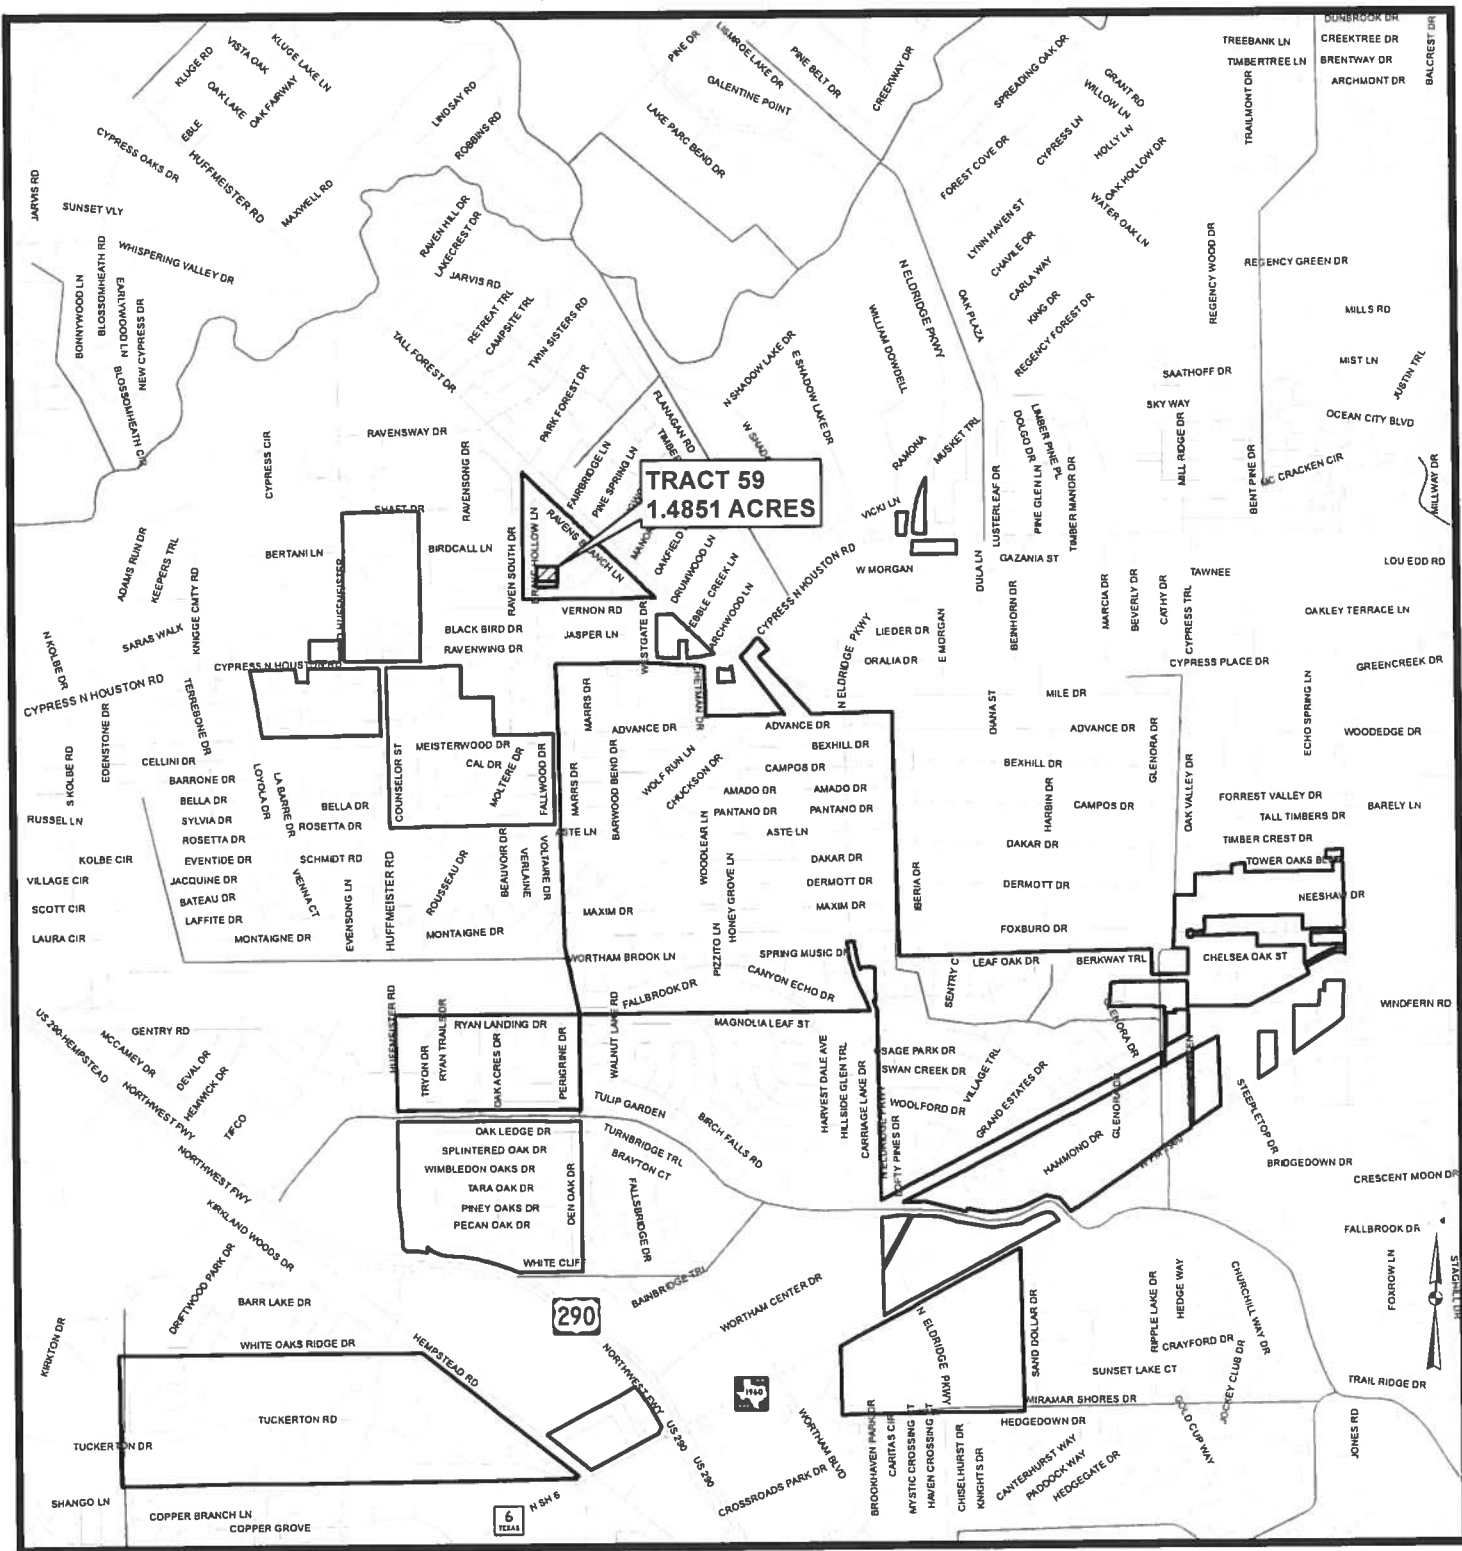 DUNBROOK DR
TREEBANK LN
CREEKTREE DR
TIMBERTREE LN
BRENTWAY DR
ARCHMONT DR
BALCREST DR
TRAILMONT DR
KLUGE RD
VISTA OAK
KLUGE LAKE LN
OAK LAKE
OAK FAIRWAY
EBLE
CYPRESS OAKS DR
HUFFMEISTER RD
MAXWELL RD
LINDSAY RD
ROBBINS RD
PINE DR
PINE BELT DR
GALENTINE POINT
CREEKWAY DR
LAKE PARC BEND DR
SPREADING OAK DR
GRANT RD
WILLOW LN
CYPRESS LN
HOLLY LN
FOREST COVE DR
OAK HOLLOW DR
WATER OAK LN
JARVIS RD
SUNSET VLY
WHISPERING VALLEY DR
BONNYWOOD LN
BLOSSOMHEATH RD
EARLYWOOD LN
NEW CYPRESS DR
BLOSSOMHEATH CIR
RAVEN HILL DR
LAKECREST DR
JARVIS RD
RETREAT TRL
CAMPSITE TRL
TWIN SISTERS RD
TALL FOREST DR
PARK FOREST DR
LYNN HAVEN ST
CHAVILE DR
CARLA WAY
KING DR
REGENCY FOREST DR
REGENCY WOOD DR
REGENCY GREEN DR
N ELDRIDGE PKWY
OAK PLAZA
WILLIAM DOWDELL
N SHADOW LAKE DR
E SHADOW LAKE DR
MILLS RD
MIST LN
JUSTIN TRL
SAATHOFF DR
SKY WAY
OCEAN CITY BLVD
MILL RIDGE DR
BENT PINE DR
MC CRACKEN CIR
MILLWAY DR
CYPRESS CIR
RAVENSWAY DR
RAVENSONG DR
FLANAGAN RD
FAIRBRIDGE LN
PINE SPRING LN
TRACT 59
1.4851 ACRES
RAMONA
MUSKET TRL
VICKI LN
LIMBER PINE PL
DOLGO DR
LUSTERLEAF DR
PINE GLEN LN
TIMBER MANOR DR
SHAFT DR
BERTANI LN
BIRDCALL LN
RAVEN SOUTH DR
RAVENS BRANCH LN
OAKFIELD
DRUMWOOD LN
ARCHWOOD LN
CYPRESS N HOUSTON RD
W MORGAN
GAZANIA ST
DULA LN
LOU EDD RD
TAWNEE
ADAMS RUN DR
KEEPERS TRL
KNIGGE CMTY RD
SARAS WALK
VERNON RD
BLACK BIRD DR
JASPER LN
RAVENWING DR
WESTGATE DR
LIEDER DR
ORALIA DR
E MORGAN
BEINHORN DR
MARCIA DR
BEVERLY DR
CATHY DR
CYPRESS TRL
OAKLEY TERRACE LN
CYPRESS PLACE DR
GREENCREEK DR
N KOLBE DR
CYPRESS N HOUSTON RD
CYPRESS N HOUSTON RD
TERREBONE DR
EDENSTONE DR
S KOLBE RD
MARRS DR
ADVANCE DR
ADVANCE DR
N ELDRIDGE PKWY
BEXHILL DR
DIANA ST
MILE DR
ADVANCE DR
BEXHILL DR
GLENORA DR
ECHO SPRING LN
WOODEDGE DR
COUNSELOR ST
MEISTERWOOD DR
CAL DR
MOLTERE DR
FALLWOOD DR
MARRS DR
BARWOOD BEND DR
WOLF RUN LN
CHUCKSON DR
CAMPOS DR
AMADO DR
AMADO DR
PANTANO DR
PANTANO DR
ASTE LN
ASTE LN
CELLINI DR
BARRONE DR
BELLA DR
BELLA DR
SYLVIA DR
ROSETTA DR
ROSETTA DR
LOYOLA DR
LA BARRE DR
RUSSEL LN
HARBIN DR
CAMPOS DR
OAK VALLEY DR
FORREST VALLEY DR
BARELY LN
TALL TIMBERS DR
TIMBER CREST DR
KOLBE CIR
EVENTIDE DR
SCHMIDT RD
VILLAGE CIR
JACQUINE DR
BATEAU DR
SCOTT CIR
LAFFITE DR
LAURA CIR
MONTAIGNE DR
VIENNA CT
EVENSONG LN
HUFFMEISTER RD
ROUSSEAU DR
MONTAIGNE DR
BEAUVOIR DR
VERLAINE
VOLTAIRE DR
WOODLEAR LN
HONEY GROVE LN
PIZZITO LN
DAKAR DR
DERMOTT DR
MAXIM DR
MAXIM DR
IBERIA DR
DAKAR DR
DERMOTT DR
FOXBURO DR
TOWER OAKS BLVD
NEESHAW DR
WORTHAM BROOK LN
SPRING MUSIC DR
CANYON ECHO DR
FALLBROOK DR
SENTRY C
LEAF OAK DR
BERKWAY TRL
CHELSEA OAK ST
WINDFERN RD
US 290-HEMPSTEAD
GENTRY RD
MCCAMEY DR
DEVAL DR
HEMWICK DR
TIFCO
NORTHWEST FWY
NORTHWEST FWY
HUFFMEISTER RD
RYAN LANDING DR
TRYON DR
OAK ACRES DR
PERIGRINE DR
WALNUT LAKE RD
MAGNOLIA LEAF ST
HARVEST DALE AVE
HILLSIDE GLEN TRL
CARRIAGE LAKE DR
SAGE PARK DR
SWAN CREEK DR
WOOLFORD DR
VILLAGE TRL
GRAND ESTATES DR
LOFTY PINES DR
HAMMOND DR
GLENORA DR
STEEPLETOP DR
BRIDGEDOWN DR
CRESCENT MOON DR
TULIP GARDEN
TURNBRIDGE TRL
BRAYTON CT
BIRCH FALLS RD
FALLSBRIDGE DR
OAK LEDGE DR
SPLINTERED OAK DR
WIMBLEDON OAKS DR
TARA OAK DR
PINEY OAKS DR
PECAN OAK DR
DEN OAK DR
WHITE CLIFF
KIRKLAND WOODS DR
DRIFTWOOD PARK DR
BARR LAKE DR
WHITE OAKS RIDGE DR
KIRKTON DR
HEMPSTEAD RD
290
BAINBRIDGE TRL
WORTHAM CENTER DR
NORTHWEST FWY
US 290
US 290
1960
N ELDRIDGE PKWY
SAND DOLLAR DR
RIPPLE LAKE DR
HEDGE WAY
CHURCHILL WAY DR
CRAYFORD DR
JOCKEY CLUB DR
SUNSET LAKE CT
FALLBROOK DR
FOXROW LN
STAGHILL DR
TRAIL RIDGE DR
MIRAMAR SHORES DR
HEDGEDOWN DR
GOLD CUP WAY
JONES RD
TUCKERTON RD
TUCKERTON DR
SHANGO LN
COPPER BRANCH LN
COPPER GROVE
6
TEXAS
N SH 6
CROSSROADS PARK DR
WORTHAM BLVD
BROOKHAVEN PARK DR
CARITAS CIR
MYSTIC CROSSING ST
HAVEN CROSSING ST
CHISELHURST DR
KNIGHTS DR
CANTERHURST WAY
PADDOCK WAY
HEDGEGATE DR